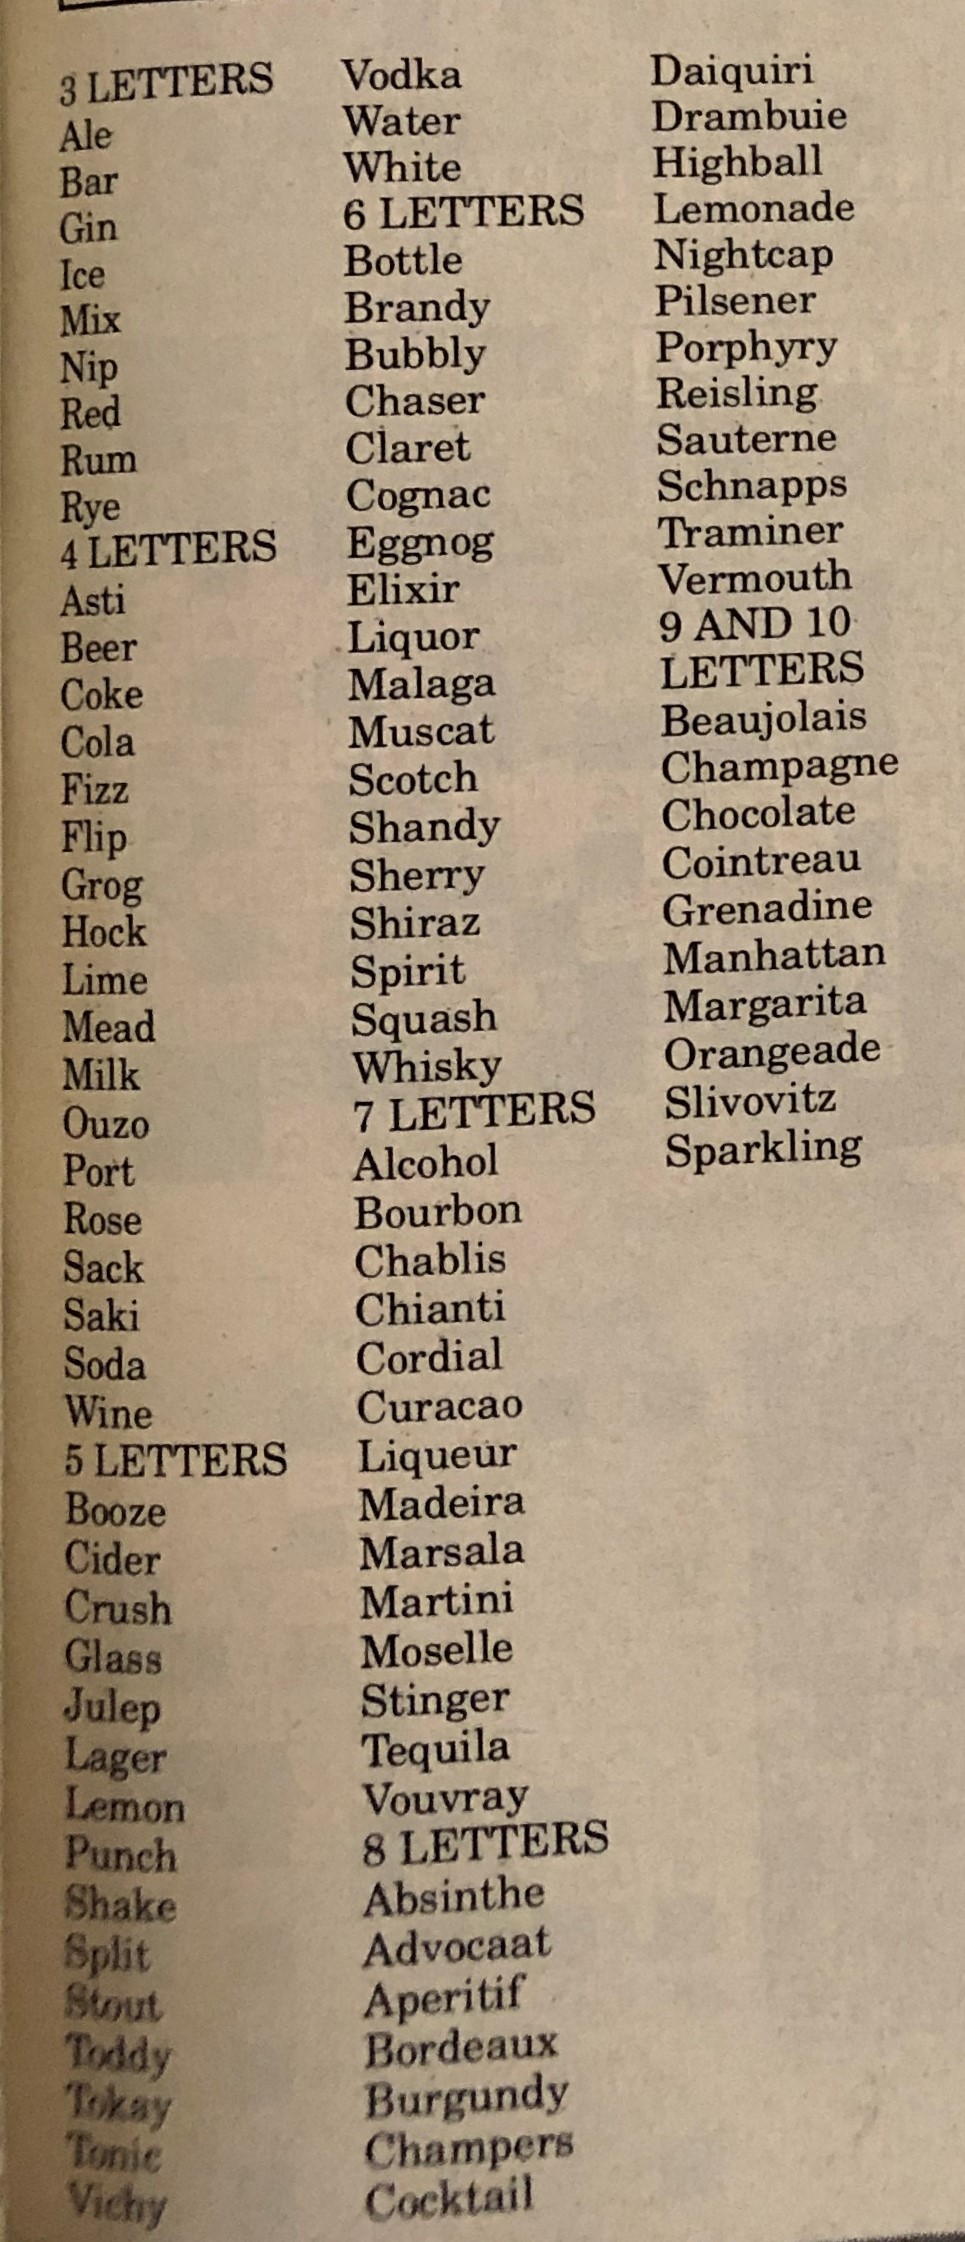 3 LETTERS
Ale
Bar
Gin
Ice
Mix
Nip
Red
Rum
Rye
4 LETTERS
Asti
Beer
Coke
Cola
Fizz
Flip
Grog
Hock
Lime
Mead
Milk
Ouzo
Port
Rose
Sack
Saki
Soda
Wine
5 LETTERS
Booze
Cider
Crush
Glass
Julep
Lager
Lemon
Punch
Shake
Split
Stout
Toddy
Tokay
Tonic
Vichy
Vodka
Water
White
6 LETTERS
Bottle
Brandy
Bubbly
Chaser
Claret
Cognac
Eggnog
Elixir
Liquor
Malaga
Muscat
Scotch
Shandy
Sherry
Shiraz
Spirit
Squash
Whisky
7 LETTERS
Alcohol
Bourbon
Chablis
Chianti
Cordial
Curacao
Liqueur
Madeira
Marsala
Martini
Moselle
Stinger
Tequila
Vouvray
8 LETTERS
Absinthe
Advocaat
Aperitif
Bordeaux
Burgundy
Champers
Cocktail
Daiquiri
Drambuie
Highball
Lemonade
Nightcap
Pilsener
Porphyry
Reisling
Sauterne
Schnapps
Traminer
Vermouth
9 AND 10
LETTERS
Beaujolais
Champagne
Chocolate
Cointreau
Grenadine
Manhattan
Margarita
Orangeade
Slivovitz
Sparkling